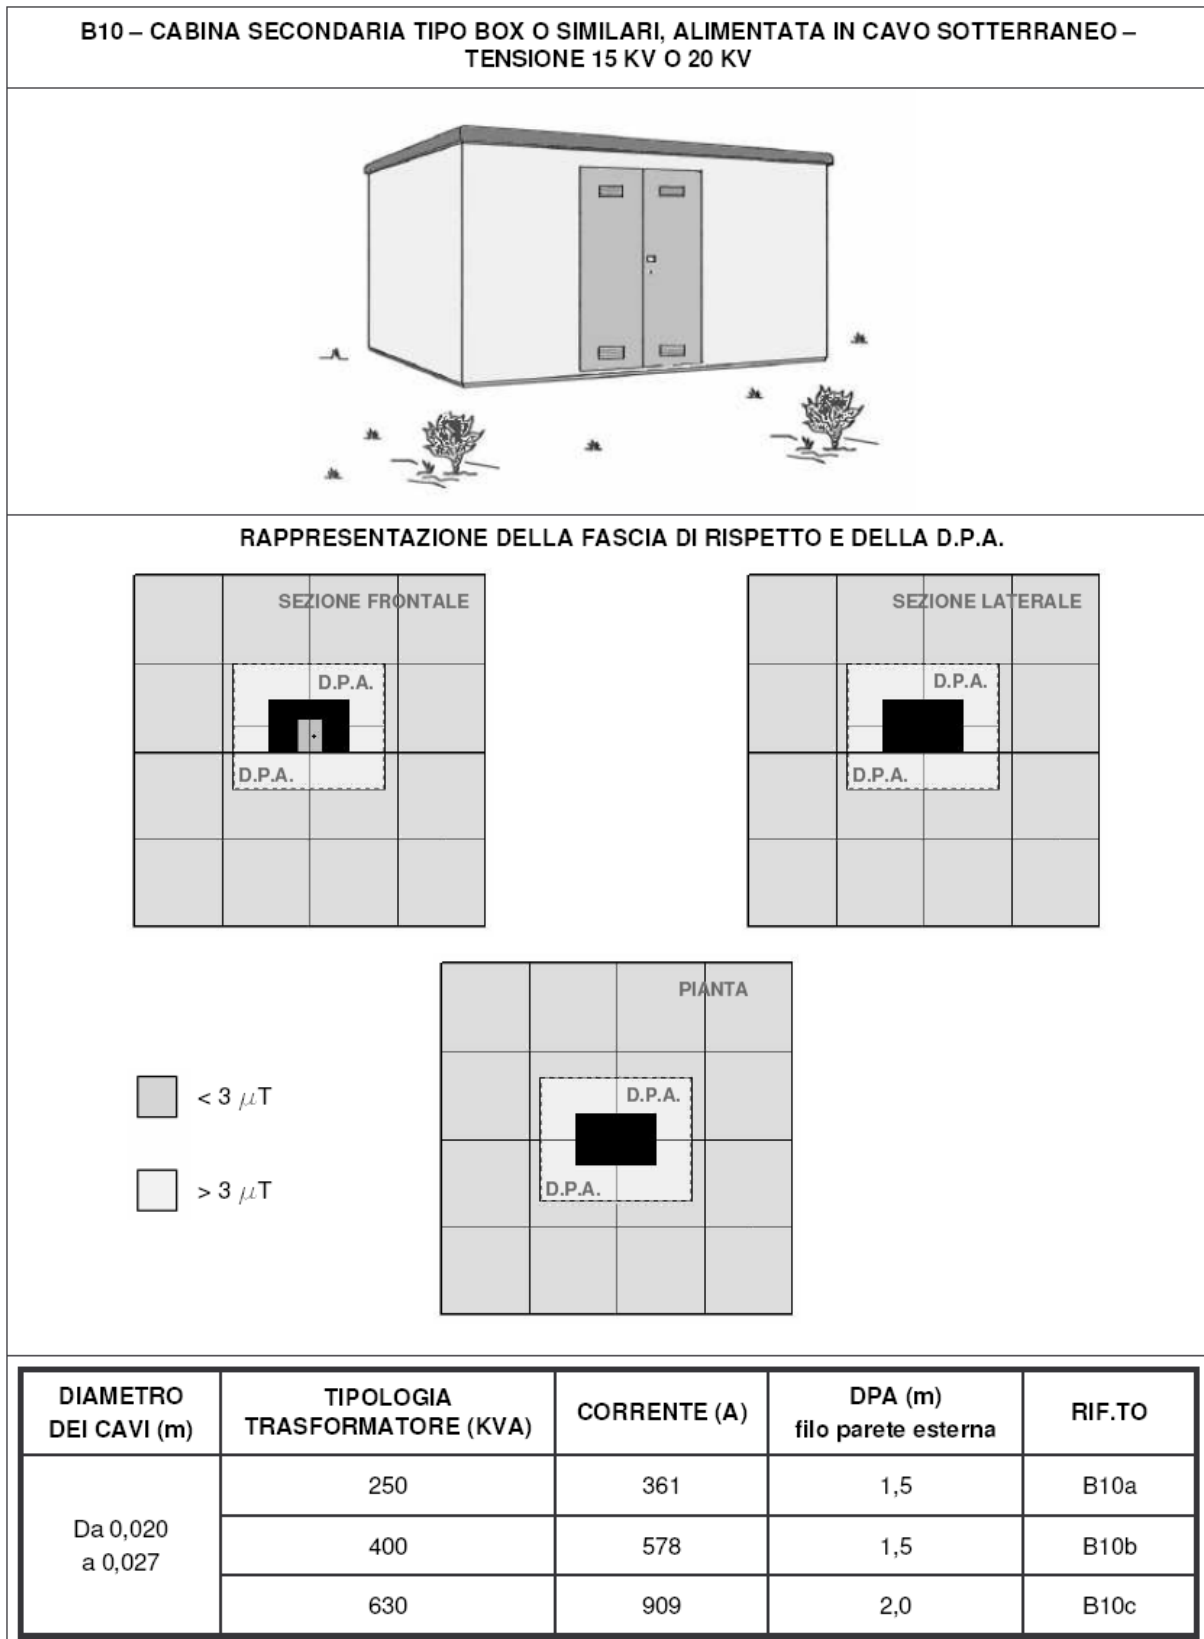 B10 – CABINA SECONDARIA TIPO BOX O SIMILARI, ALIMENTATA IN CAVO SOTTERRANEO –
TENSIONE 15 KV O 20 KV
RAPPRESENTAZIONE DELLA FASCIA DI RISPETTO E DELLA D.P.A.
SEZIONE FRONTALE
D.P.A.
D.P.A.
SEZIONE LATERALE
D.P.A.
D.P.A.
PIANTA
D.P.A.
D.P.A.
< 3 μT
> 3 μT
DIAMETRO
DEI CAVI (m)
TIPOLOGIA
TRASFORMATORE (KVA)
CORRENTE (A)
DPA (m)
filo parete esterna
RIF.TO
Da 0,020
a 0,027
250
361
1,5
B10a
400
578
1,5
B10b
630
909
2,0
B10c